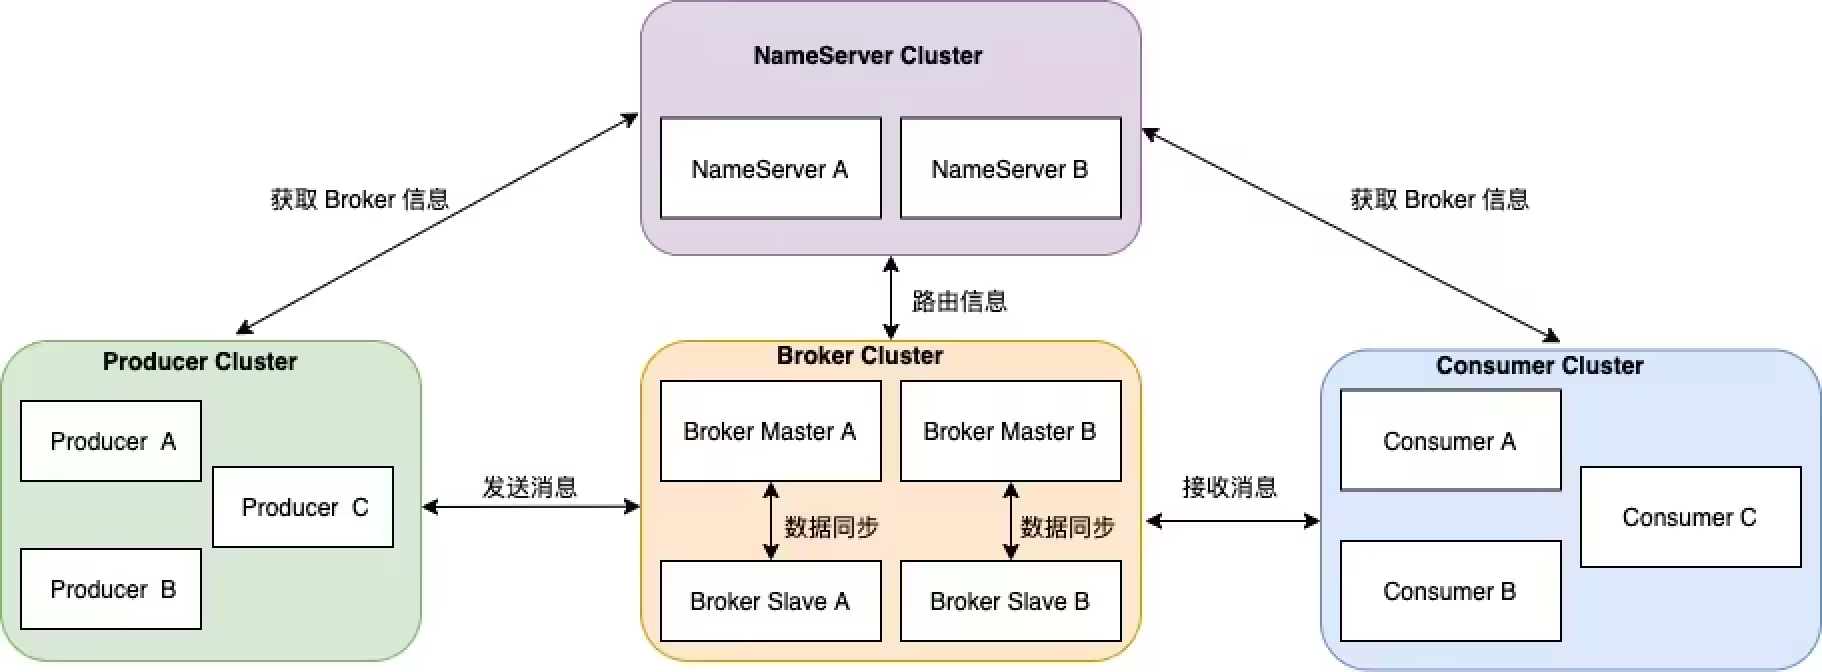 NameServer Cluster
NameServer A
NameServer B
获取 Broker 信息
获取 Broker 信息
路由信息
Producer Cluster
Producer A
Producer C
Producer B
发送消息
Broker Cluster
Broker Master A
Broker Master B
数据同步
数据同步
Broker Slave A
Broker Slave B
接收消息
Consumer Cluster
Consumer A
Consumer C
Consumer B